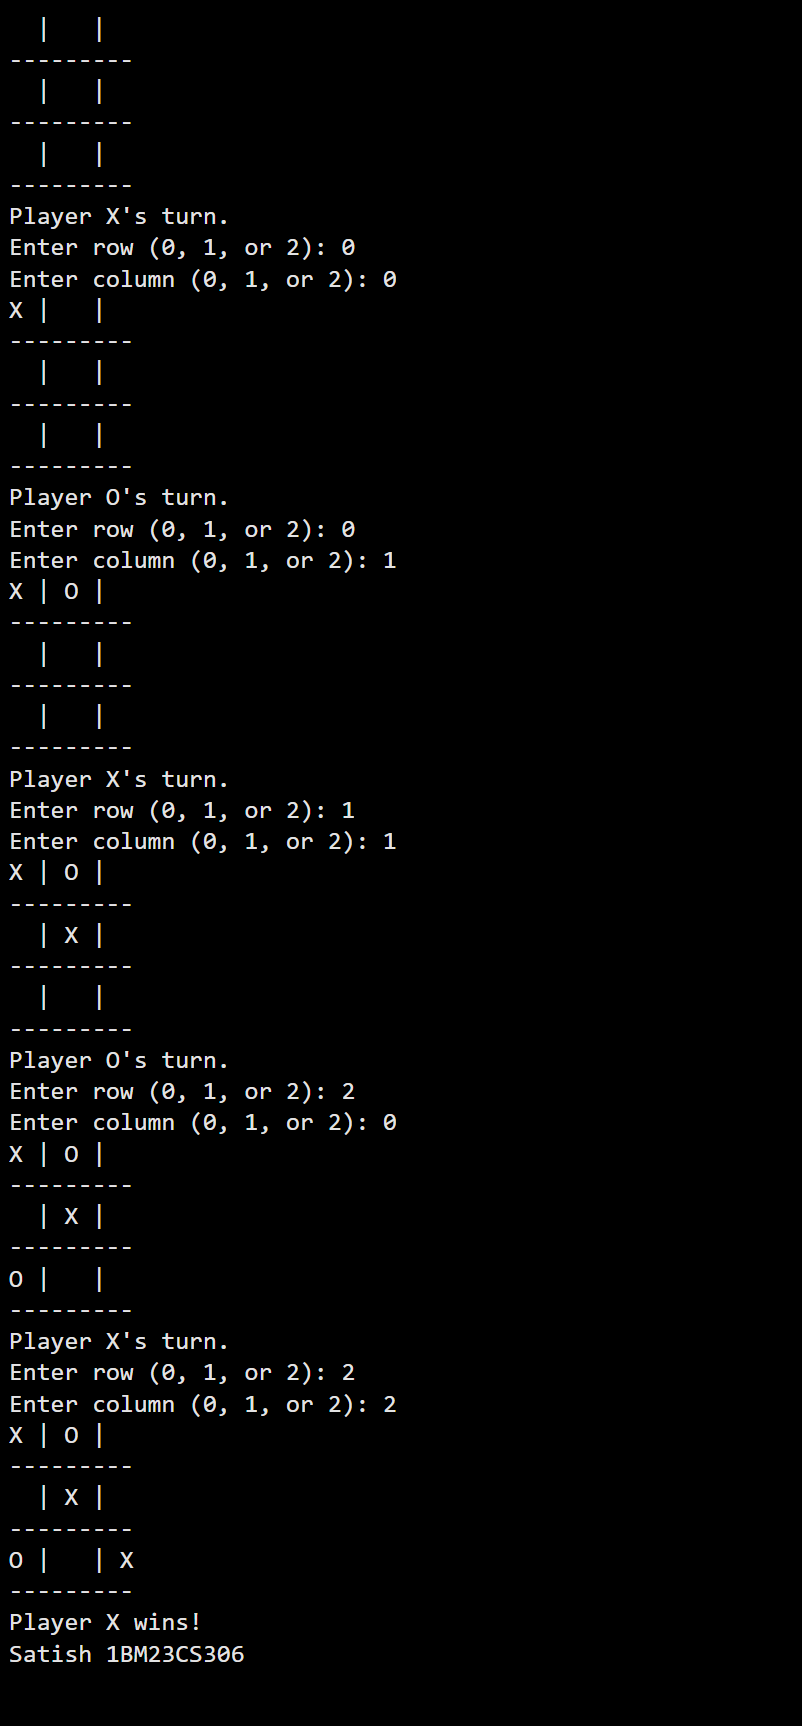 |   |
---------
  |   |
---------
  |   |
---------
Player X's turn.
Enter row (0, 1, or 2): 0
Enter column (0, 1, or 2): 0
X |   |
---------
  |   |
---------
  |   |
---------
Player O's turn.
Enter row (0, 1, or 2): 0
Enter column (0, 1, or 2): 1
X | O |
---------
  |   |
---------
  |   |
---------
Player X's turn.
Enter row (0, 1, or 2): 1
Enter column (0, 1, or 2): 1
X | O |
---------
  | X |
---------
  |   |
---------
Player O's turn.
Enter row (0, 1, or 2): 2
Enter column (0, 1, or 2): 0
X | O |
---------
  | X |
---------
O |   |
---------
Player X's turn.
Enter row (0, 1, or 2): 2
Enter column (0, 1, or 2): 2
X | O |
---------
  | X |
---------
O |   | X
---------
Player X wins!
Satish 1BM23CS306